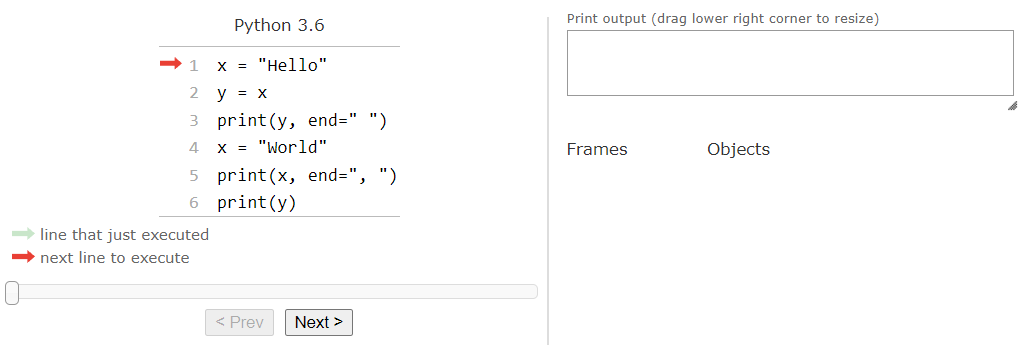 Python 3.6
1 x = "Hello"
2 y = x
3 print(y, end=" ")
4 x = "World"
5 print(x, end=", ")
6 print(y)
line that just executed
next line to execute
< Prev Next >
Print output (drag lower right corner to resize)
Frames Objects